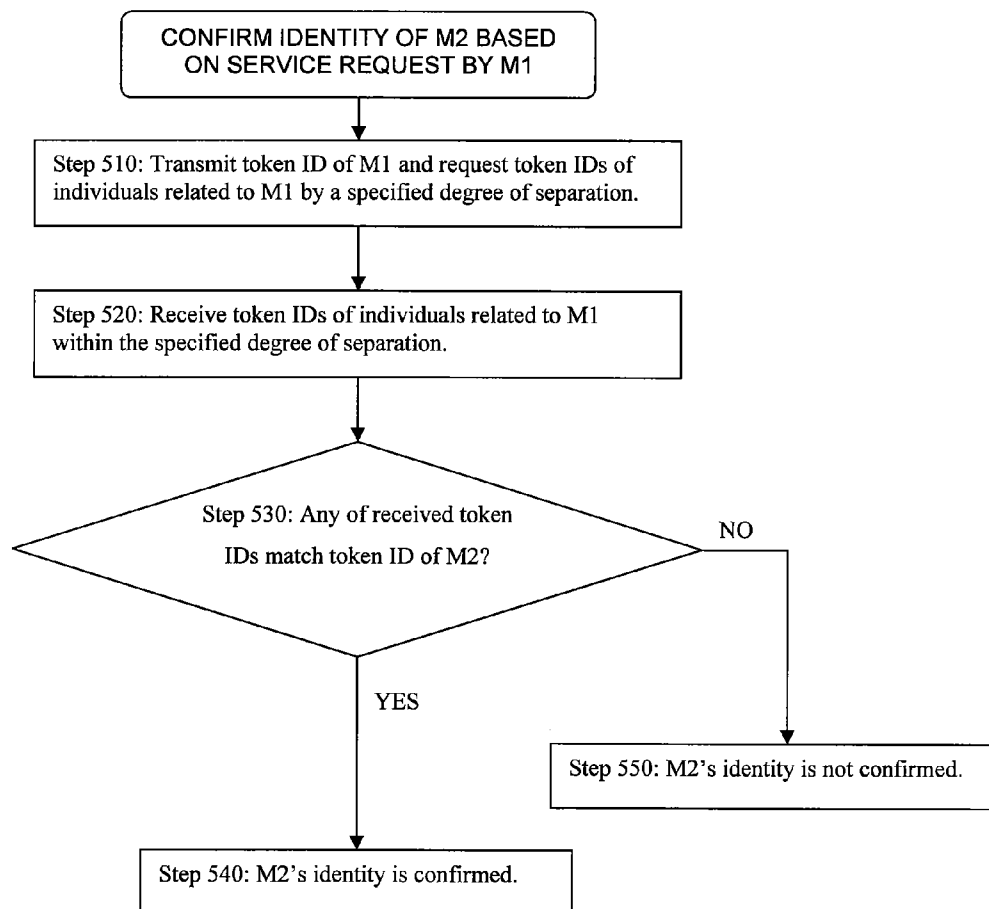 CONFIRM IDENTITY OF M2 BASED
ON SERVICE REQUEST BY M1
Step 510: Transmit token ID of M1 and request token IDs of
individuals related to M1 by a specified degree of separation.
Step 520: Receive token IDs of individuals related to M1
within the specified degree of separation.
Step 530: Any of received token
IDs match token ID of M2?
NO
YES
Step 550: M2's identity is not confirmed.
Step 540: M2's identity is confirmed.